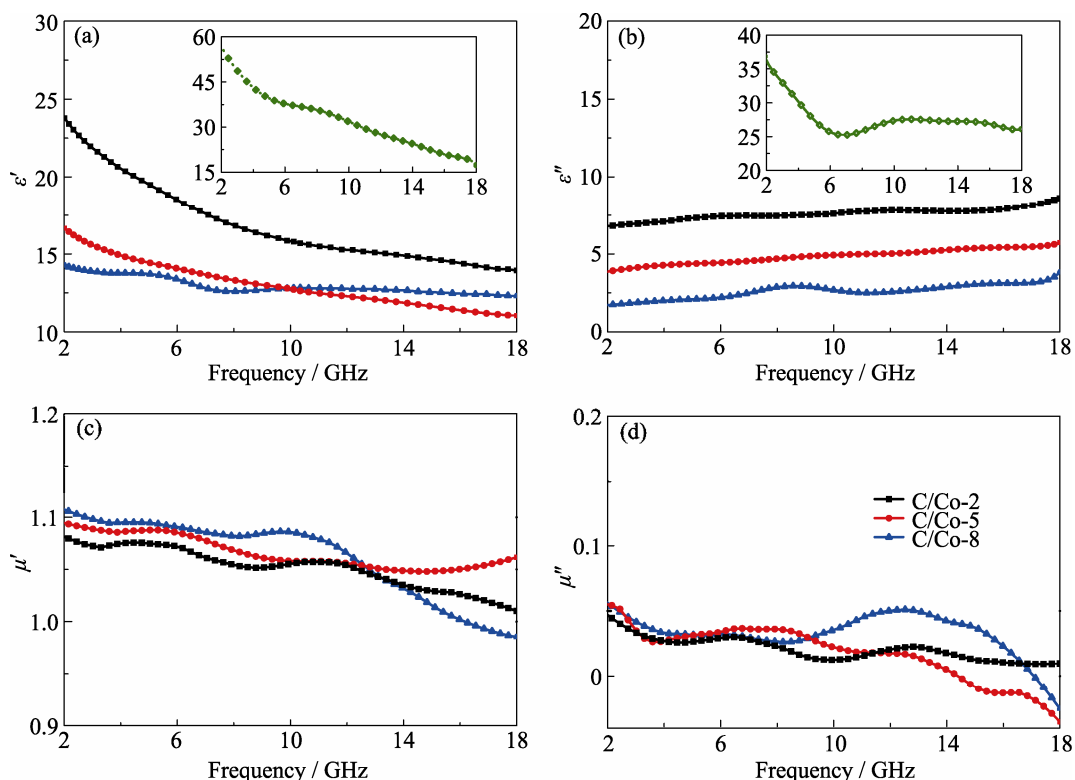 (a)
60
45
30
15
2 6 10 14 18
30
25
20
15
10
ε′
2 6 10 14 18
Frequency / GHz
(b)
40
35
30
25
20
2 6 10 14 18
20
15
10
5
0
ε″
2 6 10 14 18
Frequency / GHz
(c)
1.2
1.1
1.0
0.9
μ′
2 6 10 14 18
Frequency / GHz
(d)
0.2
0.1
0
μ″
C/Co-2
C/Co-5
C/Co-8
2 6 10 14 18
Frequency / GHz